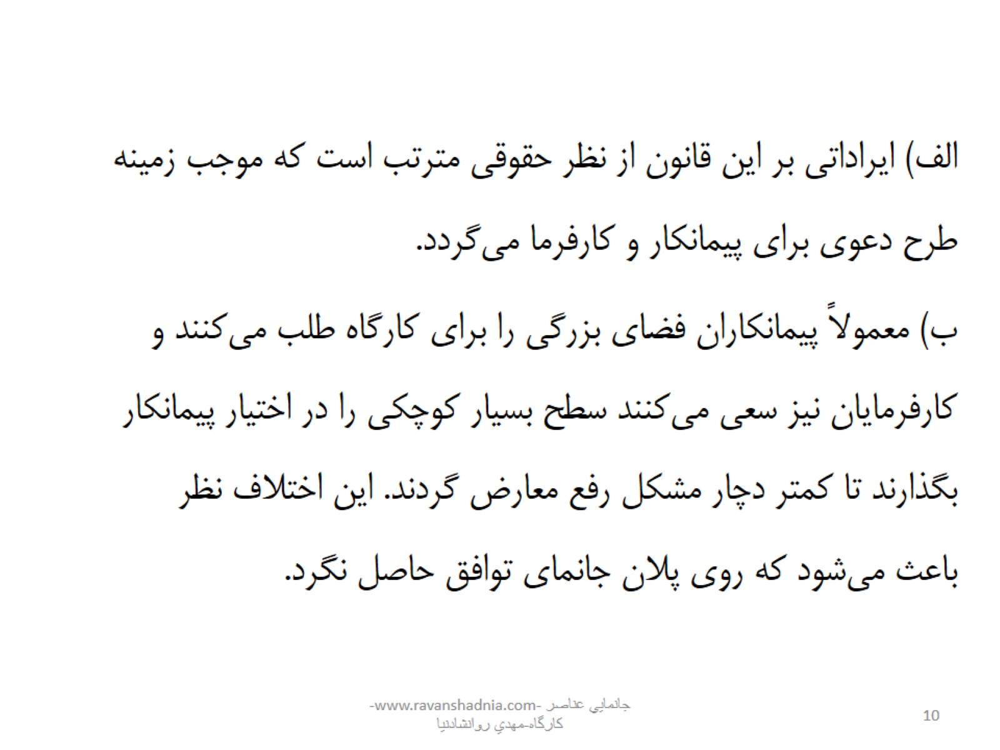 الف) ایراداتی بر این قانون از نظر حقوقی مترتب است که موجب زمینه
طرح دعوی برای پیمانکار و کارفرما می‌گردد.
ب) معمولاً پیمانکاران فضای بزرگی را برای کارگاه طلب می‌کنند و
کارفرمایان نیز سعی می‌کنند سطح بسیار کوچکی را در اختیار پیمانکار
بگذارند تا کمتر دچار مشکل رفع معارض گردند. این اختلاف نظر
باعث می‌شود که روی پلان جانمای توافق حاصل نگرد.
جانمايي عناصر -www.ravanshadnia.com-
کارگاه-مهدي روانشادنيا
10